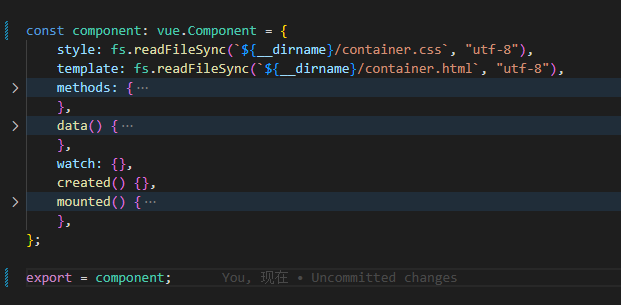 const component: vue.Component = {
style: fs.readFileSync(`${__dirname}/container.css`, "utf-8"),
template: fs.readFileSync(`${__dirname}/container.html`, "utf-8"),
methods: {···
},
data() {···
},
watch: {},
created() {},
mounted() {···
},
};
export = component; You, 现在 • Uncommitted changes